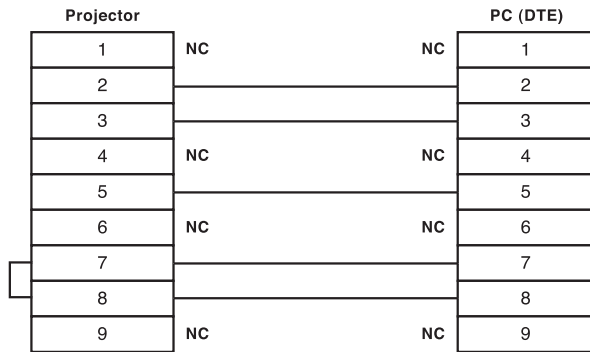 Projector PC (DTE)
1 NC NC 1
2 2
3 3
4 NC NC 4
5 5
6 NC NC 6
7 7
8 8
9 NC NC 9